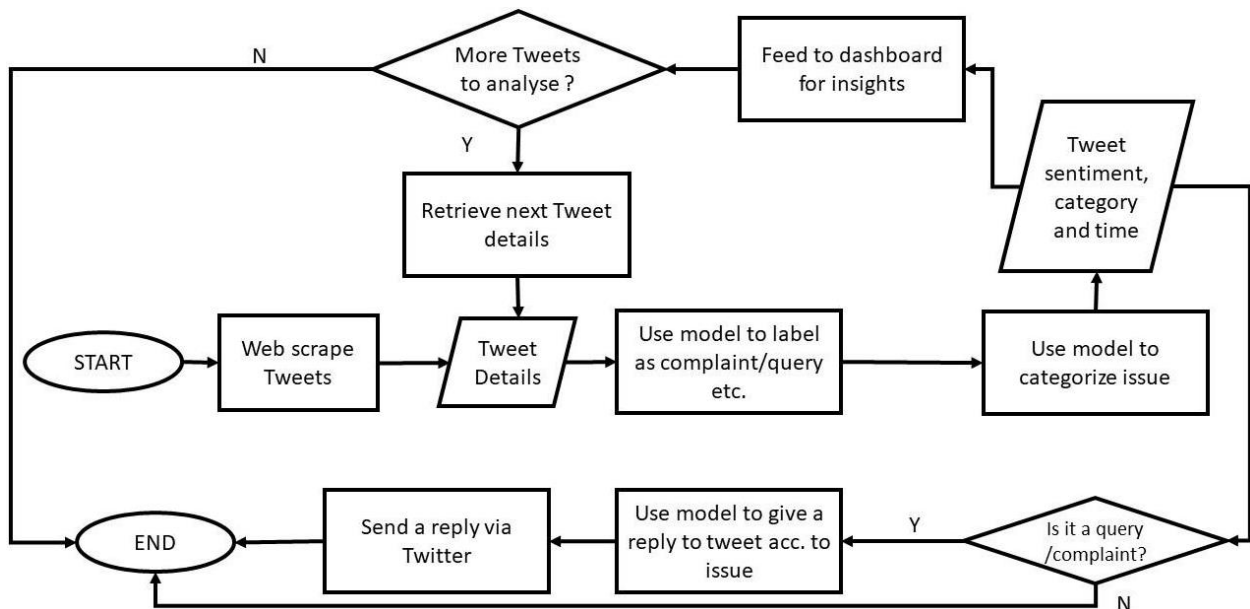 N
More Tweets
to analyse ?
Feed to dashboard
for insights
Y
Tweet
sentiment,
category
and time
Retrieve next Tweet
details
START
Web scrape
Tweets
Tweet
Details
Use model to label
as complaint/query
etc.
Use model to
categorize issue
END
Send a reply via
Twitter
Use model to give a
reply to tweet acc. to
issue
Y
Is it a query
/complaint?
N